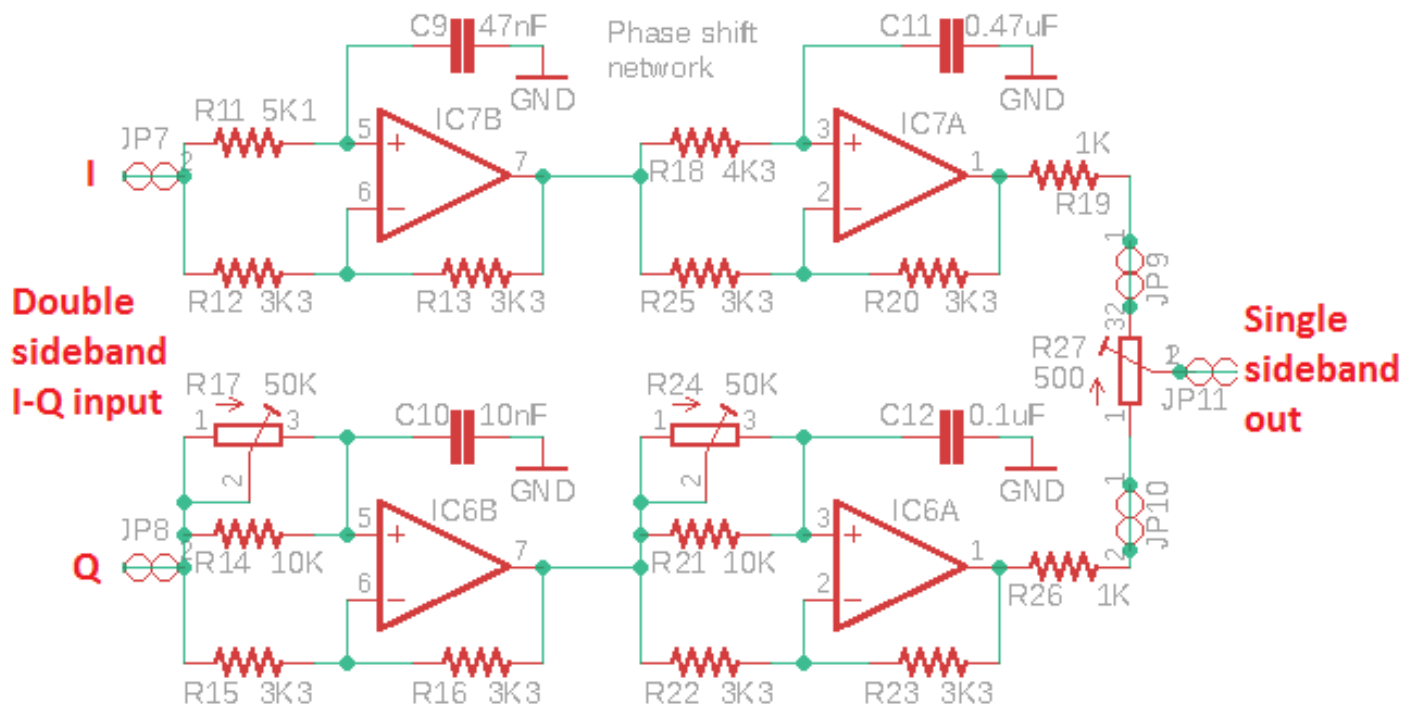 C9 47nF
Phase shift
network
C11 0.47uF
GND
GND
R11 5K1
IC7B
IC7A
JP7
2
5
+
7
6
-
R18 4K3
3
+
1
2
-
1K
R19
I
R12 3K3
R13 3K3
R25 3K3
R20 3K3
1
JP9
32
Double
sideband
I-Q input
R27
500
1
2
JP11
Single
sideband
out
R17 50K
1
3
2
C10 10nF
GND
R24 50K
1
3
2
C12 0.1uF
GND
1
JP8
2
R14 10K
5
+
IC6B
7
6
-
R21 10K
3
+
IC6A
1
2
-
1
JP10
2
Q
R26 1K
R15 3K3
R16 3K3
R22 3K3
R23 3K3